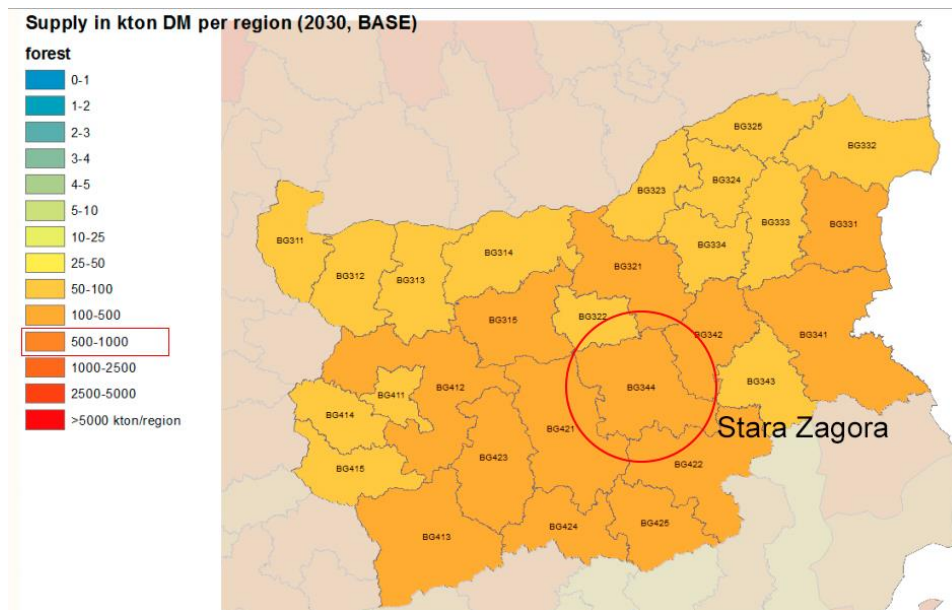 Supply in kton DM per region (2030, BASE)
forest
0-1
1-2
2-3
3-4
4-5
5-10
10-25
25-50
50-100
100-500
500-1000
1000-2500
2500-5000
>5000 kton/region
BG325
BG332
BG324
BG323
BG333
BG331
BG311
BG334
BG314
BG312
BG313
BG321
BG315
BG322
BG342
BG341
BG412
BG344
BG343
BG411
BG414
Stara Zagora
BG421
BG423
BG415
BG422
BG424
BG425
BG413